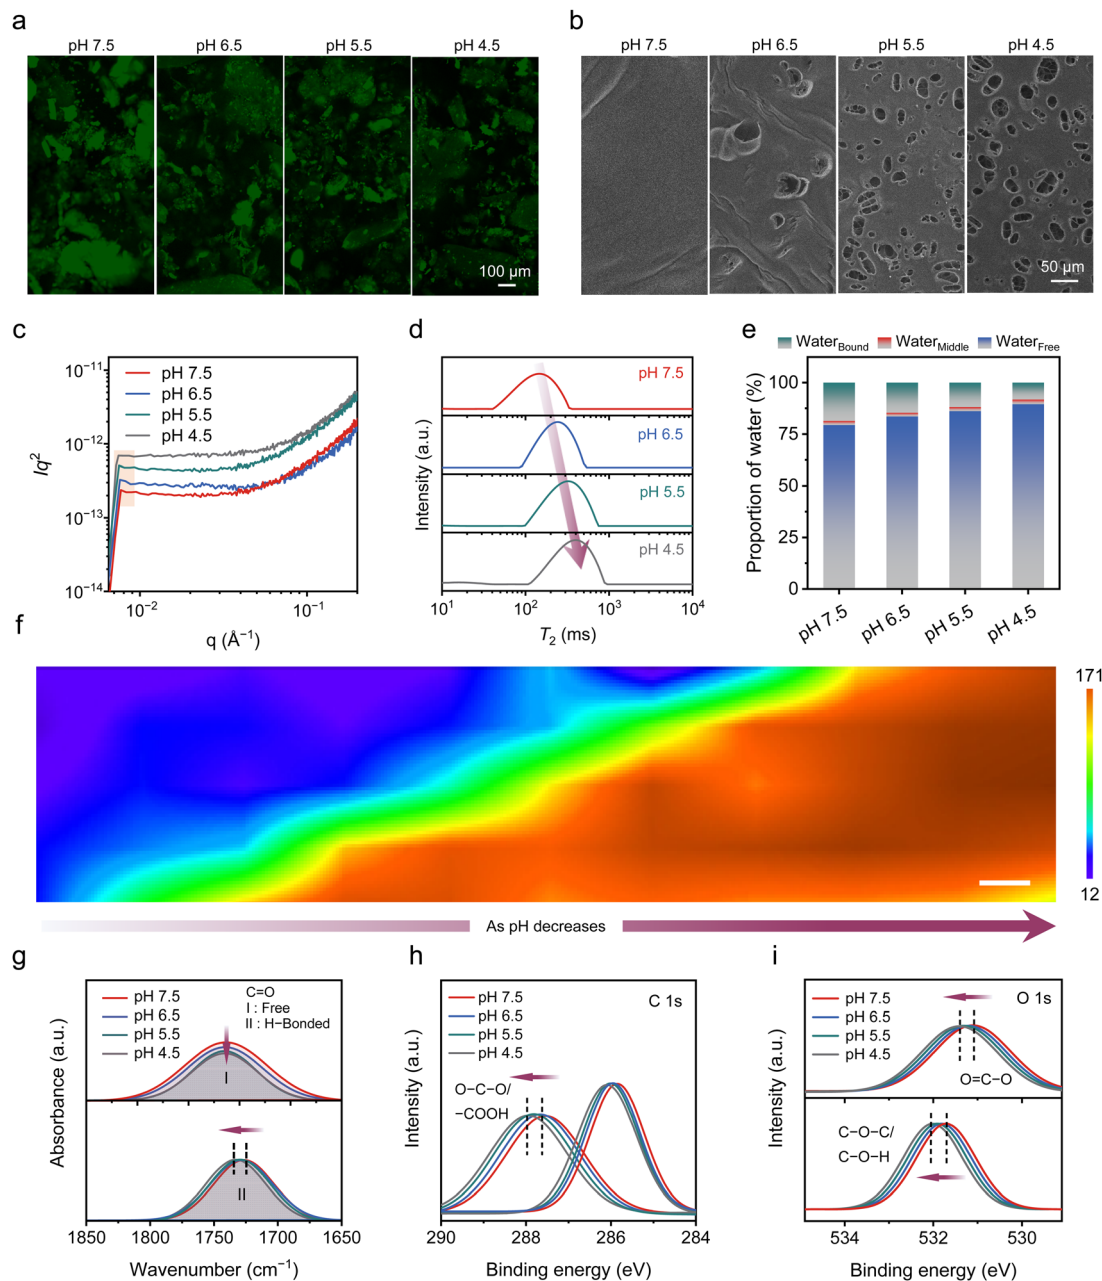 a
pH 7.5
pH 6.5
pH 5.5
pH 4.5
100 μm
b
pH 7.5
pH 6.5
pH 5.5
pH 4.5
50 μm
c
10⁻¹¹
10⁻¹²
10⁻¹³
10⁻¹⁴
Iq²
pH 7.5
pH 6.5
pH 5.5
pH 4.5
10⁻²
10⁻¹
q (Å⁻¹)
d
Intensity (a.u.)
pH 7.5
pH 6.5
pH 5.5
pH 4.5
10¹
10²
10³
10⁴
T₂ (ms)
e
Water_Bound
Water_Middle
Water_Free
Proportion of water (%)
100
75
50
25
0
pH 7.5
pH 6.5
pH 5.5
pH 4.5
f
171
12
As pH decreases
g
Absorbance (a.u.)
pH 7.5
pH 6.5
pH 5.5
pH 4.5
C=O
I : Free
II : H−Bonded
I
II
1850
1800
1750
1700
1650
Wavenumber (cm⁻¹)
h
Intensity (a.u.)
pH 7.5
pH 6.5
pH 5.5
pH 4.5
C 1s
O−C−O/
−COOH
290
288
286
284
Binding energy (eV)
i
Intensity (a.u.)
pH 7.5
pH 6.5
pH 5.5
pH 4.5
O 1s
O=C−O
C−O−C/
C−O−H
534
532
530
Binding energy (eV)